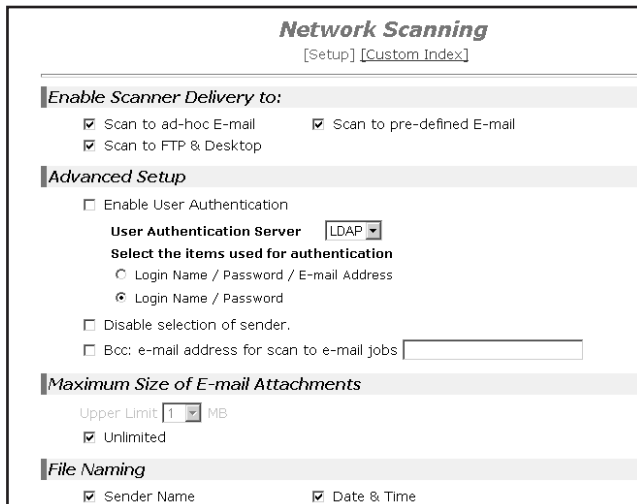 Network Scanning
[Setup] [Custom Index]
Enable Scanner Delivery to:
Scan to ad-hoc E-mail Scan to pre-defined E-mail
Scan to FTP & Desktop
Advanced Setup
Enable User Authentication
User Authentication Server LDAP
Select the items used for authentication
Login Name / Password / E-mail Address
Login Name / Password
Disable selection of sender.
Bcc: e-mail address for scan to e-mail jobs
Maximum Size of E-mail Attachments
Upper Limit 1 MB
Unlimited
File Naming
Sender Name Date & Time